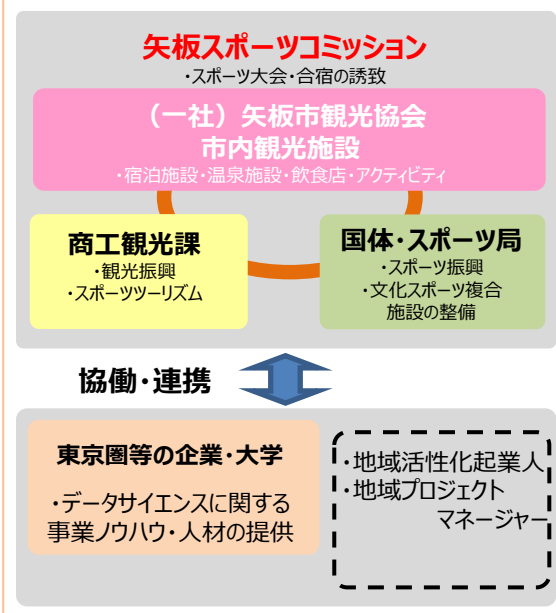 矢板スポーツコミッション
・スポーツ大会・合宿の誘致
（一社）矢板市観光協会
市内観光施設
・宿泊施設・温泉施設・飲食店・アクティビティ
商工観光課
・観光振興
・スポーツツーリズム
国体・スポーツ局
・スポーツ振興
・文化スポーツ複合
施設の整備
協働・連携
東京圏等の企業・大学
・データサイエンスに関する
事業ノウハウ・人材の提供
・地域活性化起業人
・地域プロジェクト
マネージャー